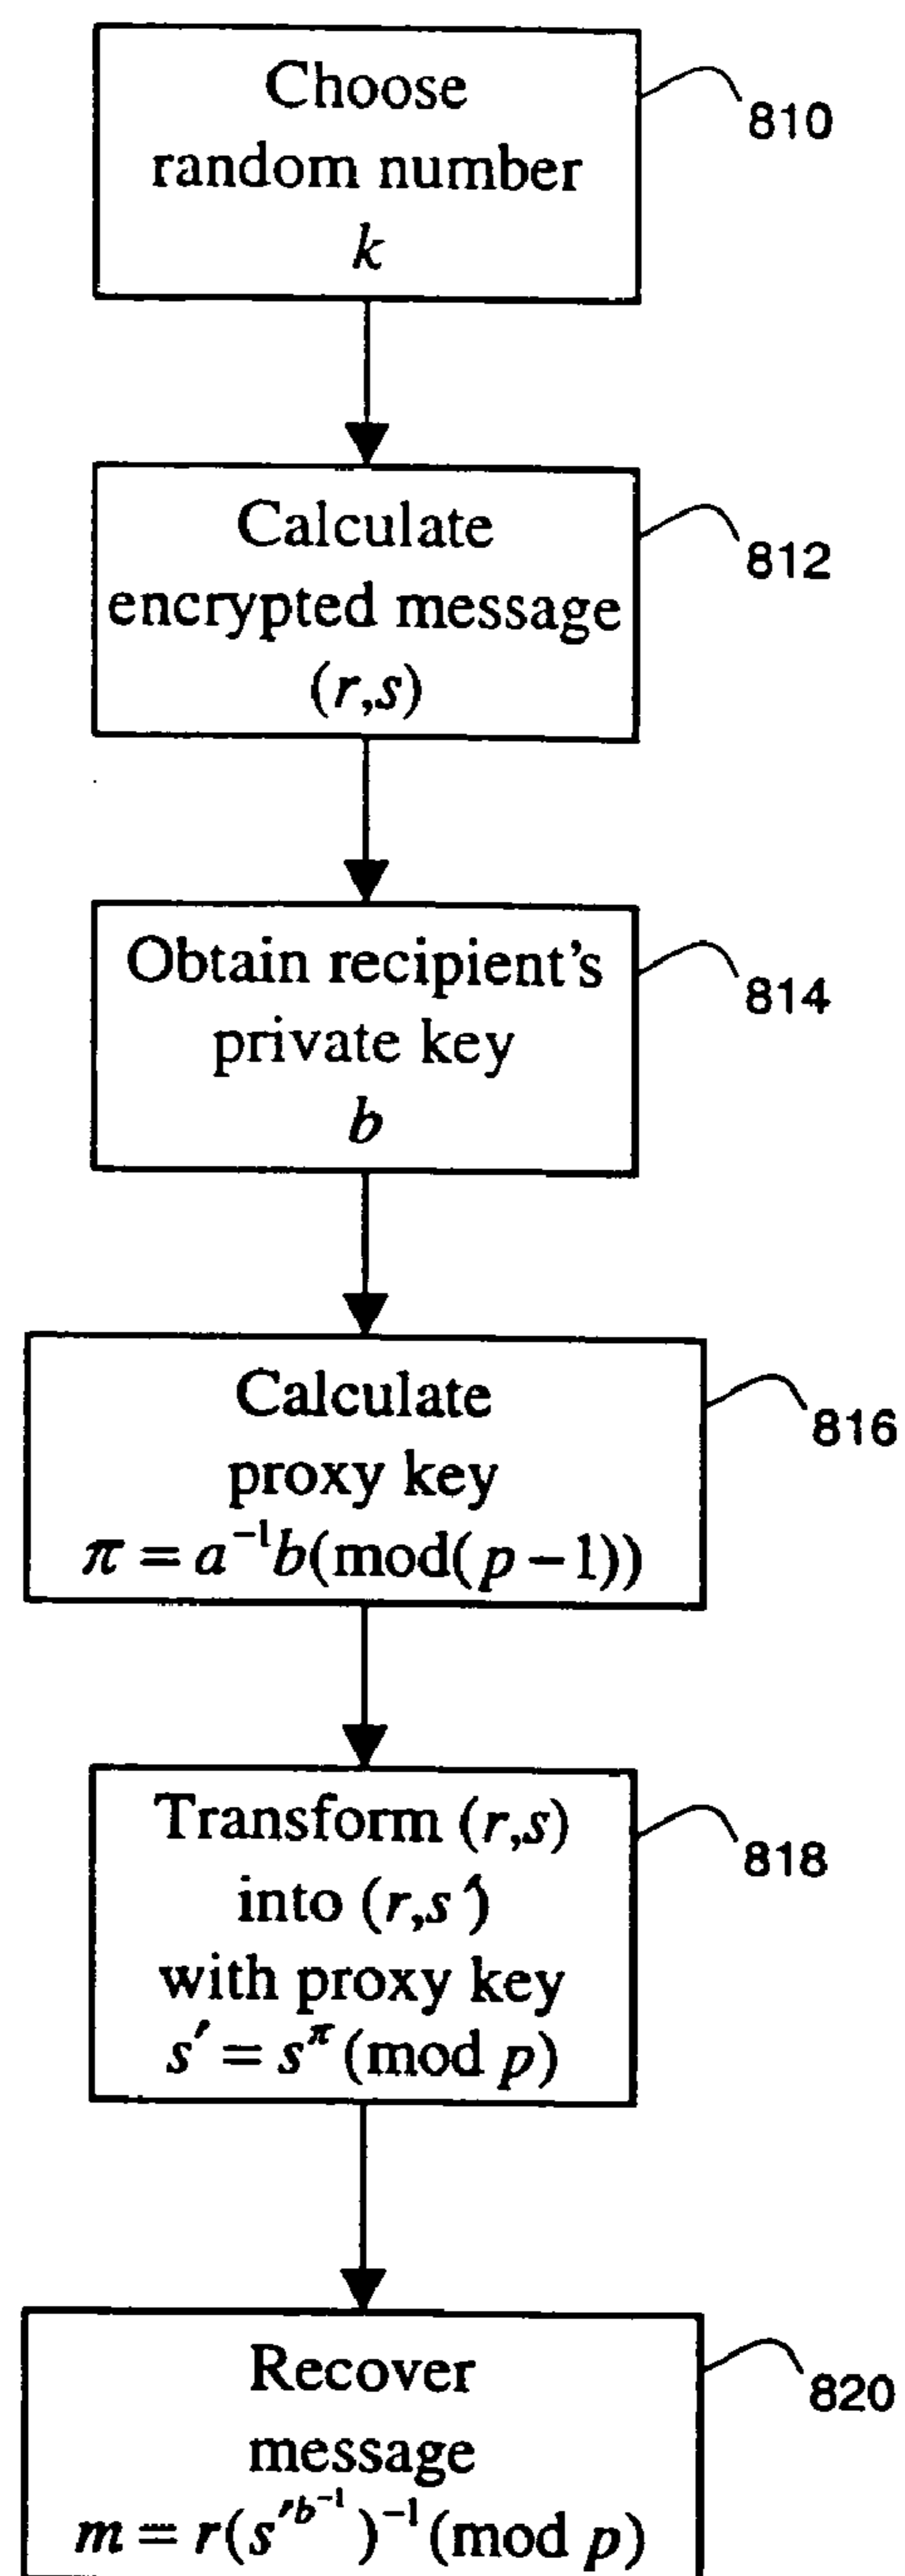 Choose
random number
k
810
Calculate
encrypted message
(r,s)
812
Obtain recipient's
private key
b
814
Calculate
proxy key
π = a⁻¹b(mod(p−1))
816
Transform (r,s)
into (r,s′)
with proxy key
s′ = s^π (mod p)
818
Recover
message
m = r(s′^(b⁻¹))⁻¹(mod p)
820